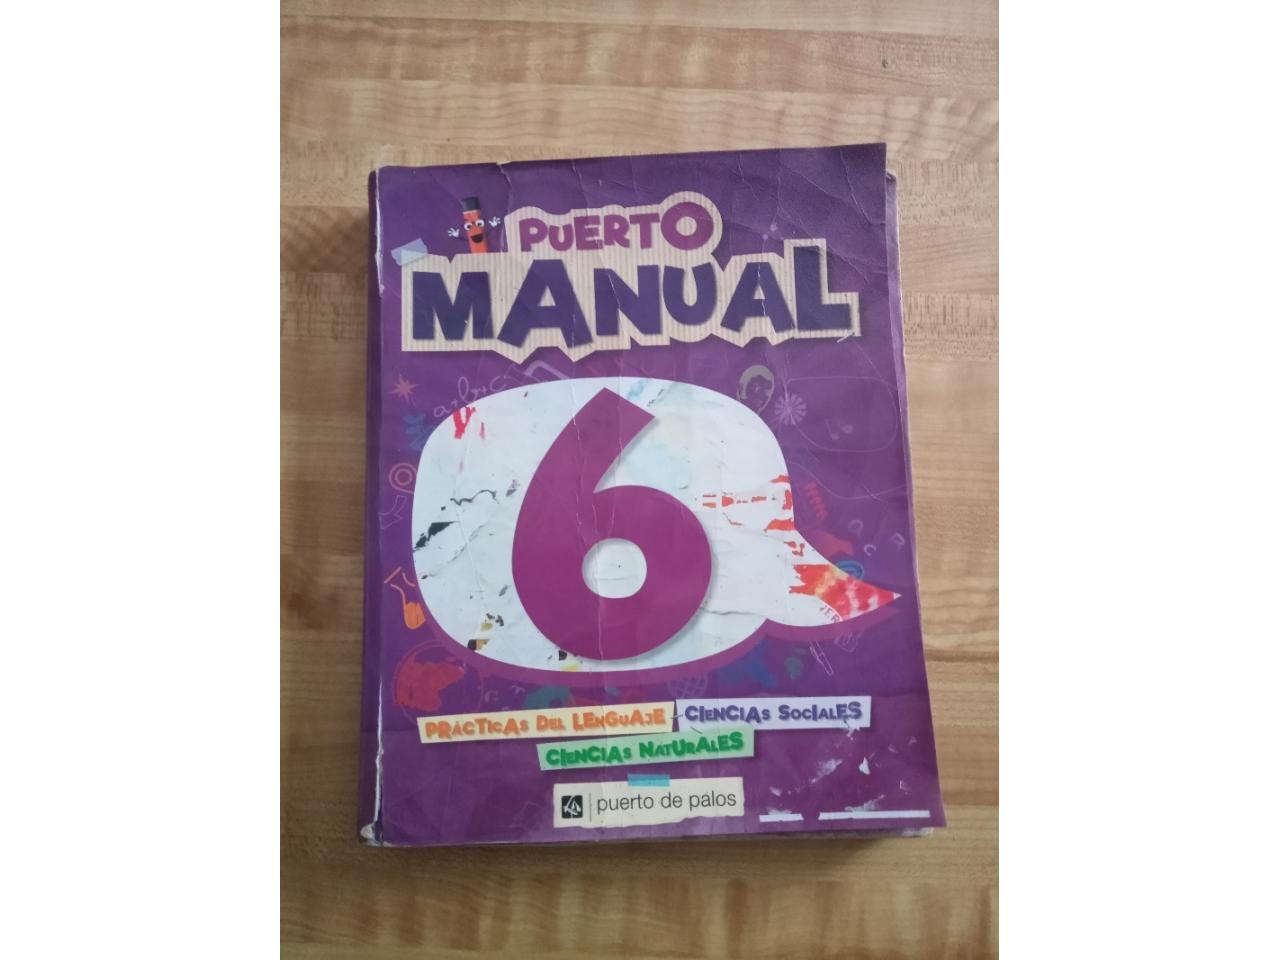 PUERTO
MANUAL
a+b+c
6
PRÁCTICAS DEL LENGUAJE CIENCIAS SOCIALES
CIENCIAS NATURALES
puerto de palos